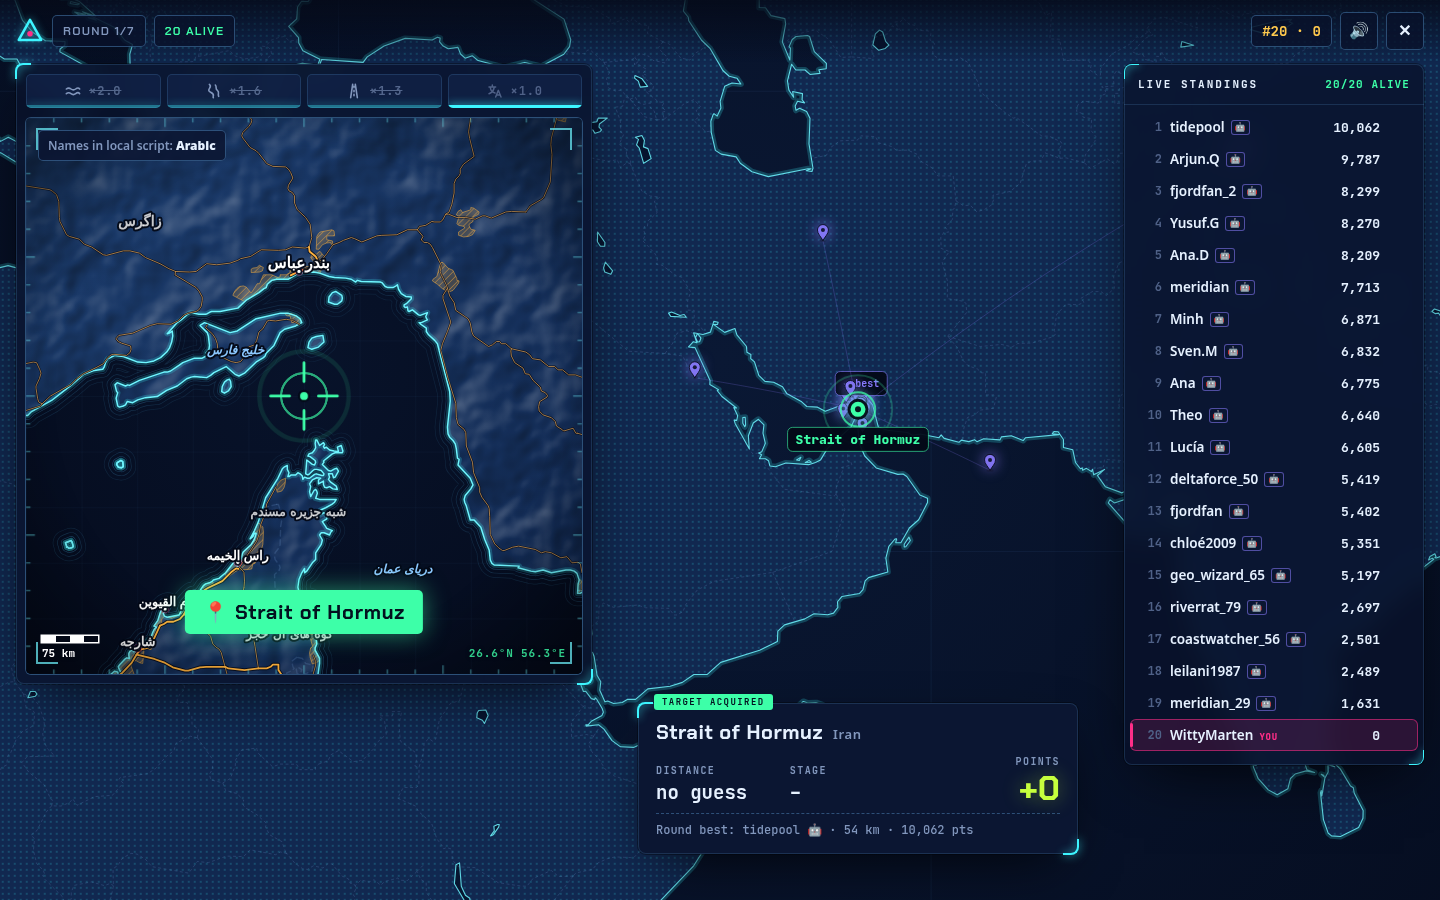 ROUND 1/7
20 ALIVE
#20 · 0
×2.0
×1.6
×1.3
×1.0
Names in local script: Arabic
زاگرس
بندرعباس
خلیج فارس
شبه جزیره مسندم
راس الخیمه
دریای عمان
م القیوین
شارجه
Strait of Hormuz
75 km
26.6°N 56.3°E
best
Strait of Hormuz
LIVE STANDINGS
20/20 ALIVE
1 tidepool 10,062
2 Arjun.Q 9,787
3 fjordfan_2 8,299
4 Yusuf.G 8,270
5 Ana.D 8,209
6 meridian 7,713
7 Minh 6,871
8 Sven.M 6,832
9 Ana 6,775
10 Theo 6,640
11 Lucía 6,605
12 deltaforce_50 5,419
13 fjordfan 5,402
14 chloé2009 5,351
15 geo_wizard_65 5,197
16 riverrat_79 2,697
17 coastwatcher_56 2,501
18 leilani1987 2,489
19 meridian_29 1,631
20 WittyMarten YOU 0
TARGET ACQUIRED
Strait of Hormuz Iran
DISTANCE
STAGE
POINTS
no guess
–
+0
Round best: tidepool 🤖 · 54 km · 10,062 pts